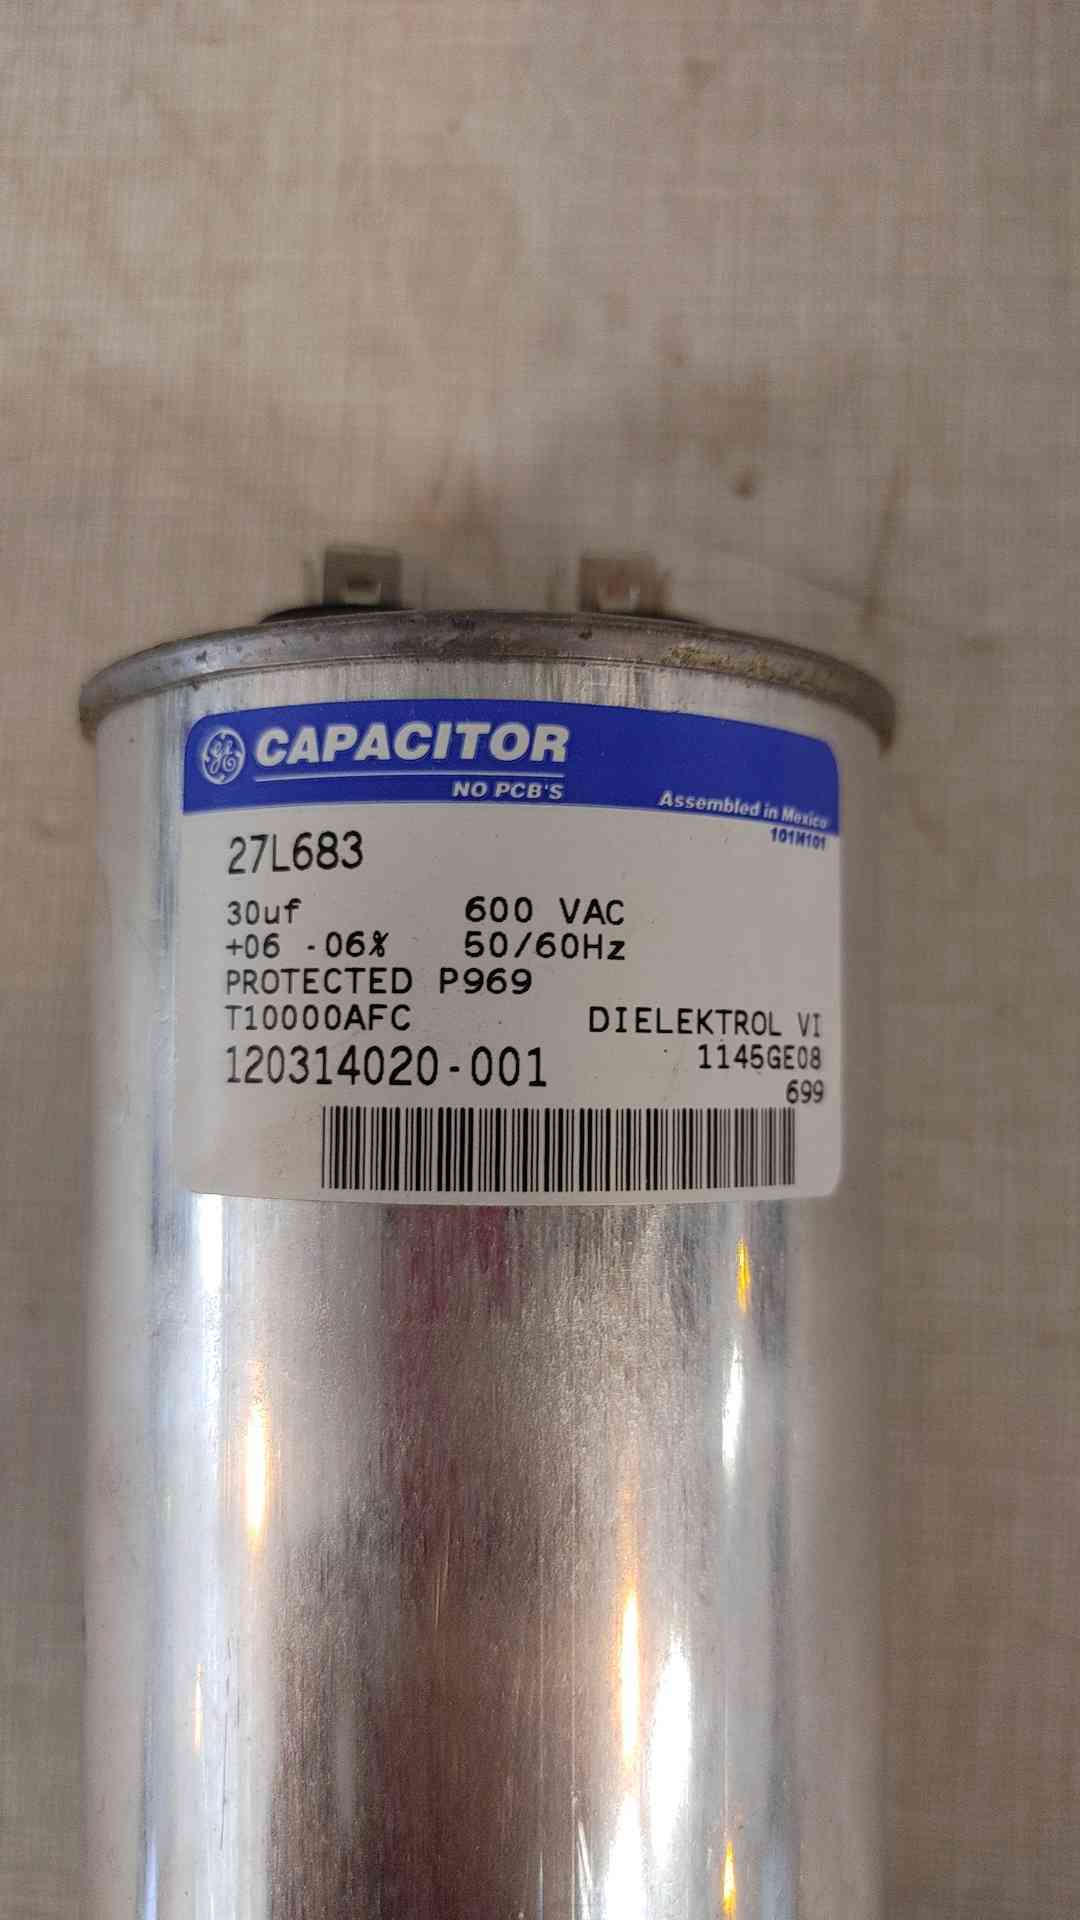 GE CAPACITOR
NO PCB'S
Assembled in Mexico
101M101
27L683
30uf 600 VAC
+06 -06% 50/60Hz
PROTECTED P969
T10000AFC DIELEKTROL VI
120314020-001 1145GE08
699